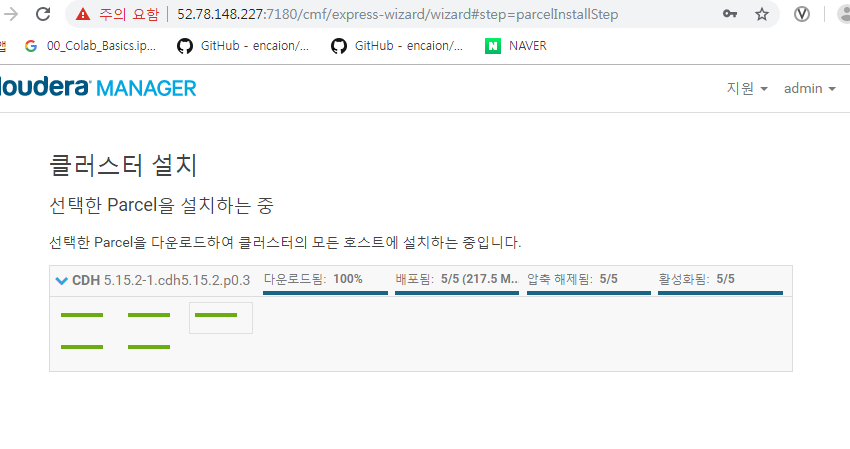 주의 요함 52.78.148.227:7180/cmf/express-wizard/wizard#step=parcelInstallStep
00_Colab_Basics.ip... GitHub - encaion/... GitHub - encaion/... NAVER
loudera MANAGER 지원 admin
클러스터 설치
선택한 Parcel을 설치하는 중
선택한 Parcel을 다운로드하여 클러스터의 모든 호스트에 설치하는 중입니다.
CDH 5.15.2-1.cdh5.15.2.p0.3 다운로드됨: 100% 배포됨: 5/5 (217.5 M... 압축 해제됨: 5/5 활성화됨: 5/5